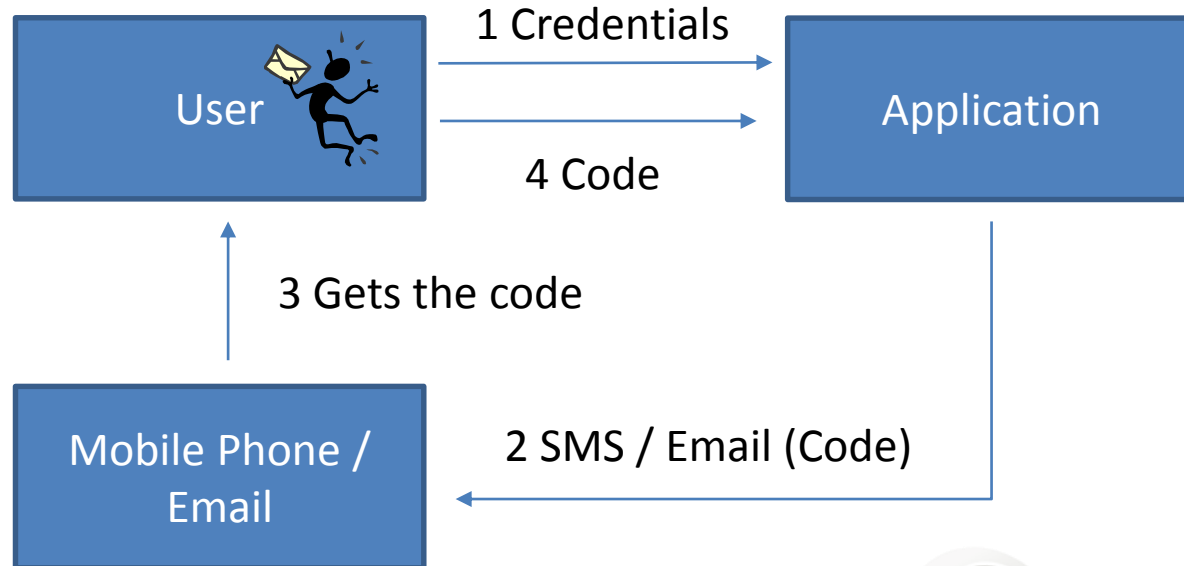 1 Credentials
User
Application
4 Code
3 Gets the code
Mobile Phone /
Email
2 SMS / Email (Code)